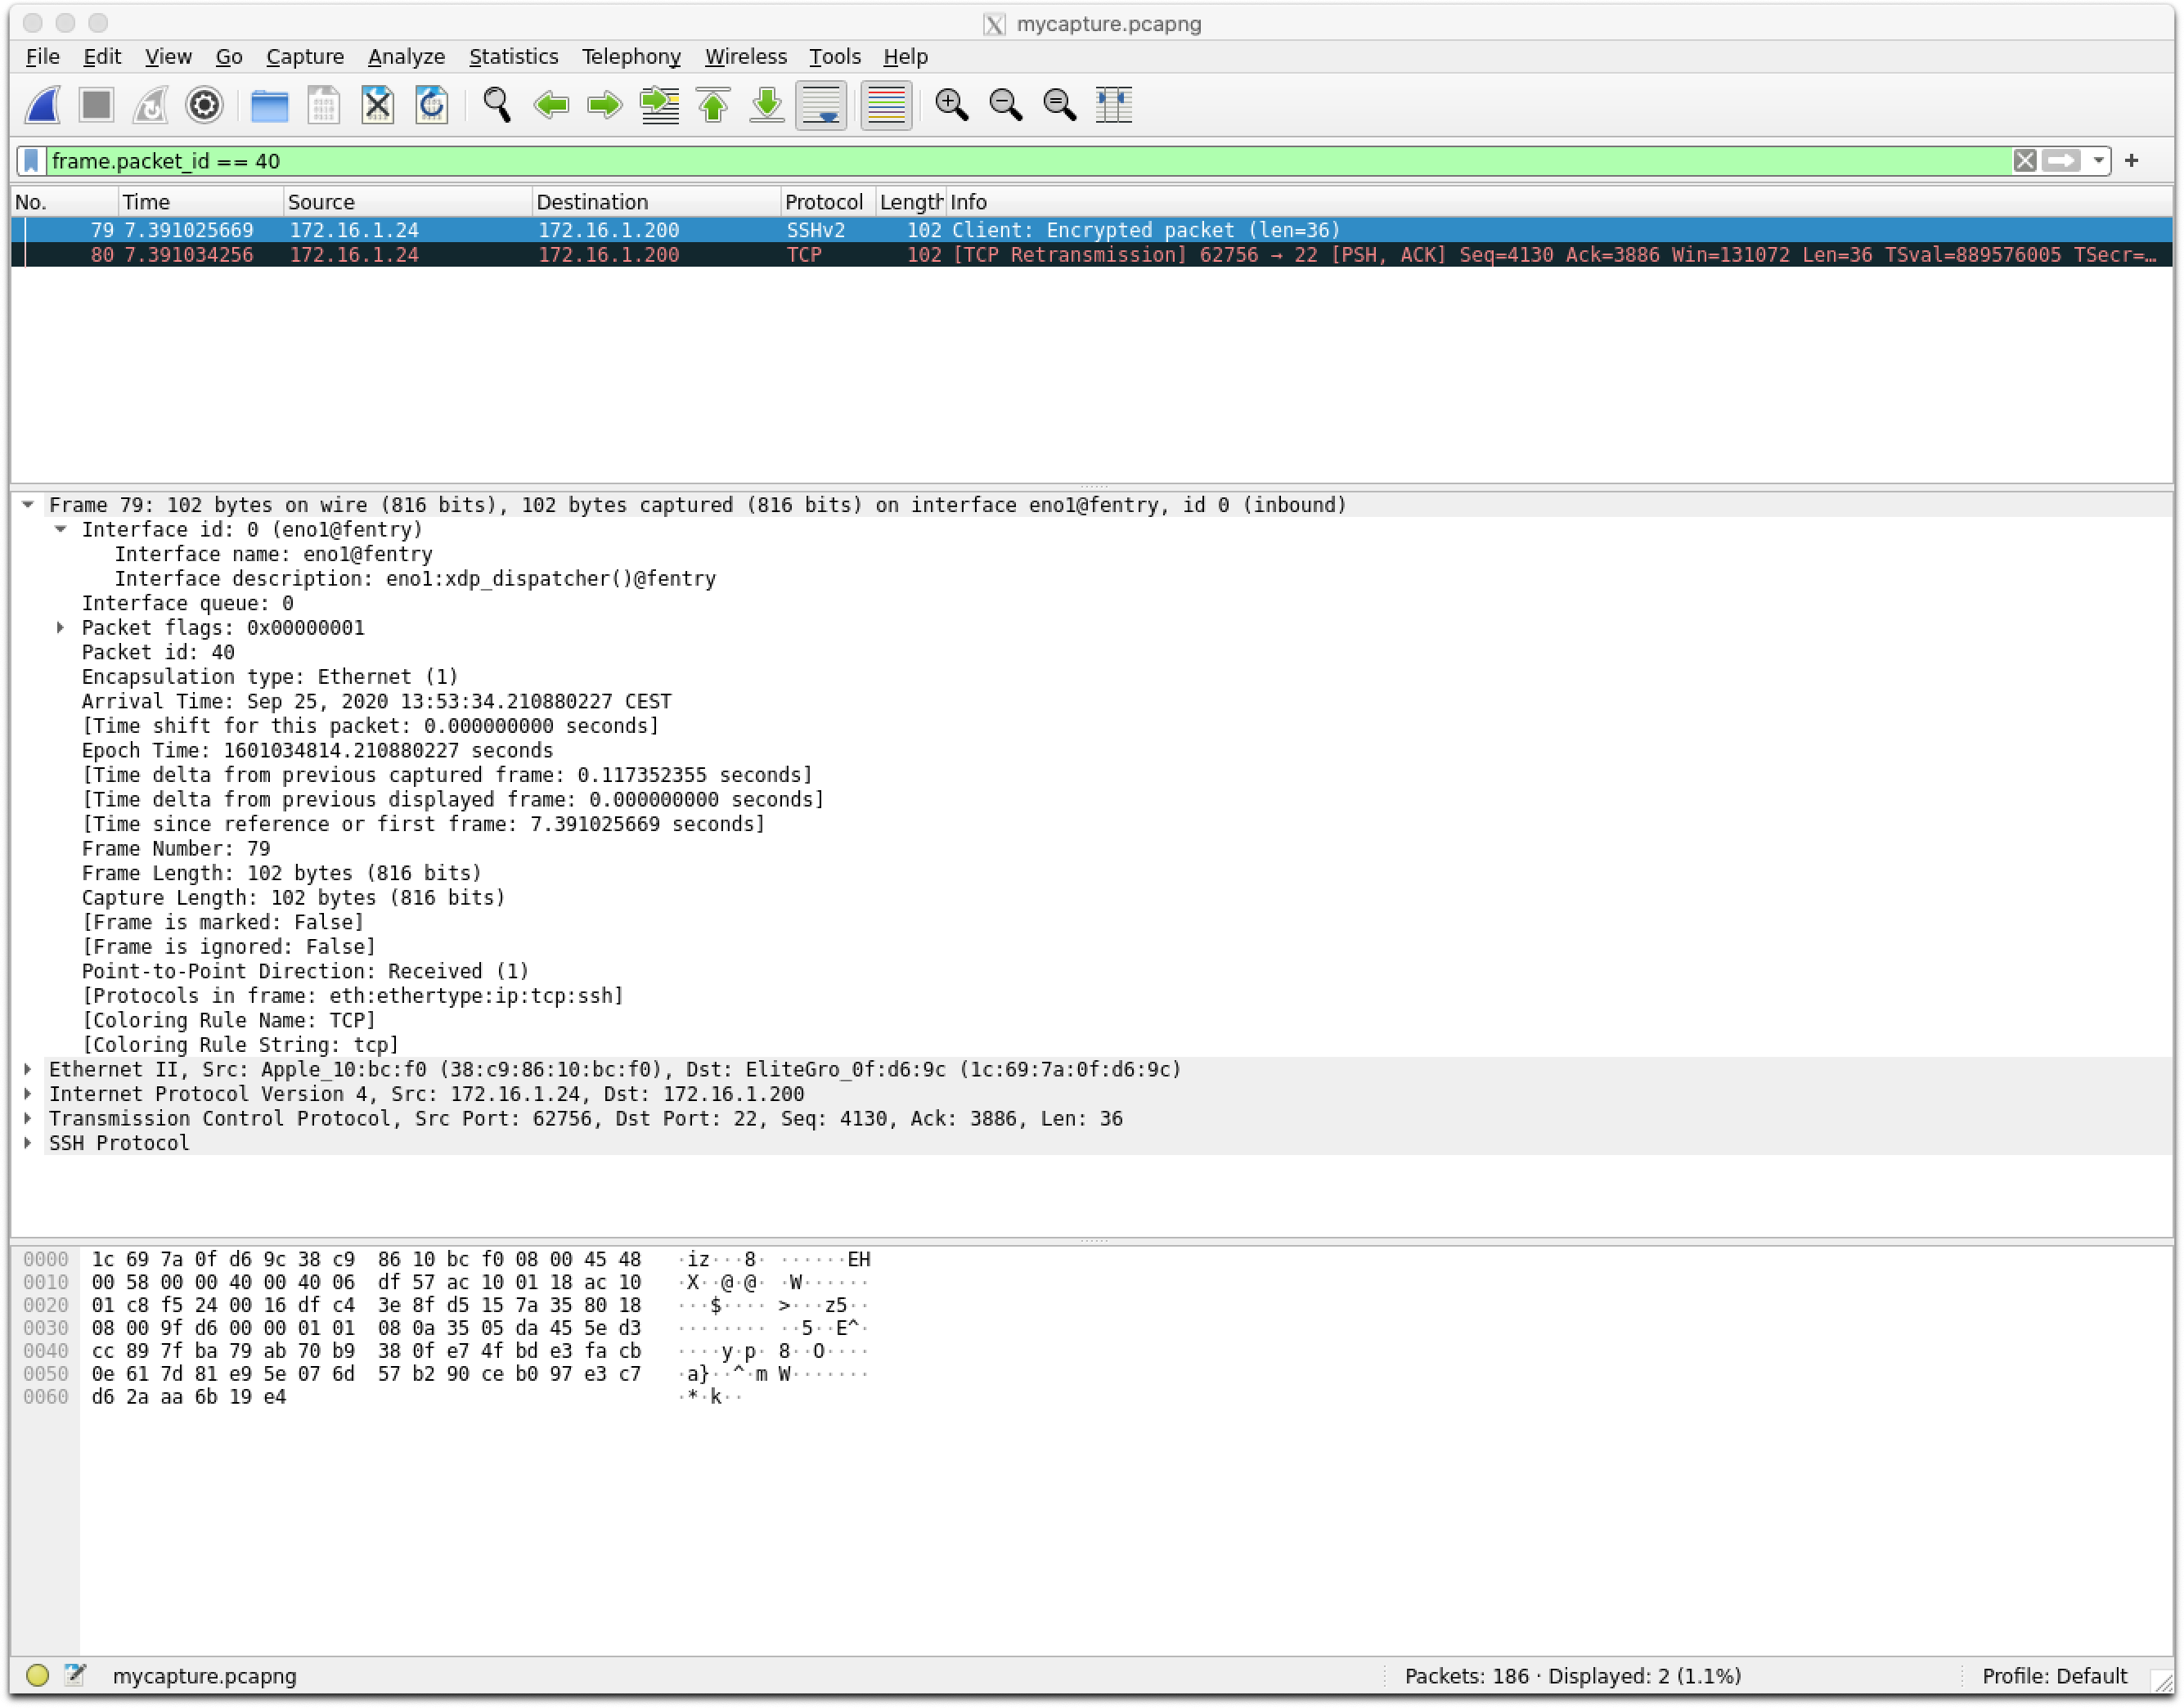 mycapture.pcapng
File Edit View Go Capture Analyze Statistics Telephony Wireless Tools Help
frame.packet_id == 40
No. Time Source Destination Protocol Length Info
79 7.391025669 172.16.1.24 172.16.1.200 SSHv2 102 Client: Encrypted packet (len=36)
80 7.391034256 172.16.1.24 172.16.1.200 TCP 102 [TCP Retransmission] 62756 → 22 [PSH, ACK] Seq=4130 Ack=3886 Win=131072 Len=36 TSval=889576005 TSecr=…
Frame 79: 102 bytes on wire (816 bits), 102 bytes captured (816 bits) on interface eno1@fentry, id 0 (inbound)
Interface id: 0 (eno1@fentry)
Interface name: eno1@fentry
Interface description: eno1:xdp_dispatcher()@fentry
Interface queue: 0
Packet flags: 0x00000001
Packet id: 40
Encapsulation type: Ethernet (1)
Arrival Time: Sep 25, 2020 13:53:34.210880227 CEST
[Time shift for this packet: 0.000000000 seconds]
Epoch Time: 1601034814.210880227 seconds
[Time delta from previous captured frame: 0.117352355 seconds]
[Time delta from previous displayed frame: 0.000000000 seconds]
[Time since reference or first frame: 7.391025669 seconds]
Frame Number: 79
Frame Length: 102 bytes (816 bits)
Capture Length: 102 bytes (816 bits)
[Frame is marked: False]
[Frame is ignored: False]
Point-to-Point Direction: Received (1)
[Protocols in frame: eth:ethertype:ip:tcp:ssh]
[Coloring Rule Name: TCP]
[Coloring Rule String: tcp]
Ethernet II, Src: Apple_10:bc:f0 (38:c9:86:10:bc:f0), Dst: EliteGro_0f:d6:9c (1c:69:7a:0f:d6:9c)
Internet Protocol Version 4, Src: 172.16.1.24, Dst: 172.16.1.200
Transmission Control Protocol, Src Port: 62756, Dst Port: 22, Seq: 4130, Ack: 3886, Len: 36
SSH Protocol
0000 1c 69 7a 0f d6 9c 38 c9 86 10 bc f0 08 00 45 48 ·iz···8· ······EH
0010 00 58 00 00 40 00 40 06 df 57 ac 10 01 18 ac 10 ·X··@·@· ·W······
0020 01 c8 f5 24 00 16 df c4 3e 8f d5 15 7a 35 80 18 ···$···· >···z5··
0030 08 00 9f d6 00 00 01 01 08 0a 35 05 da 45 5e d3 ········ ··5··E^·
0040 cc 89 7f ba 79 ab 70 b9 38 0f e7 4f bd e3 fa cb ····y·p· 8··O····
0050 0e 61 7d 81 e9 5e 07 6d 57 b2 90 ce b0 97 e3 c7 ·a}··^·m W·······
0060 d6 2a aa 6b 19 e4 ·*·k··
mycapture.pcapng Packets: 186 · Displayed: 2 (1.1%) Profile: Default